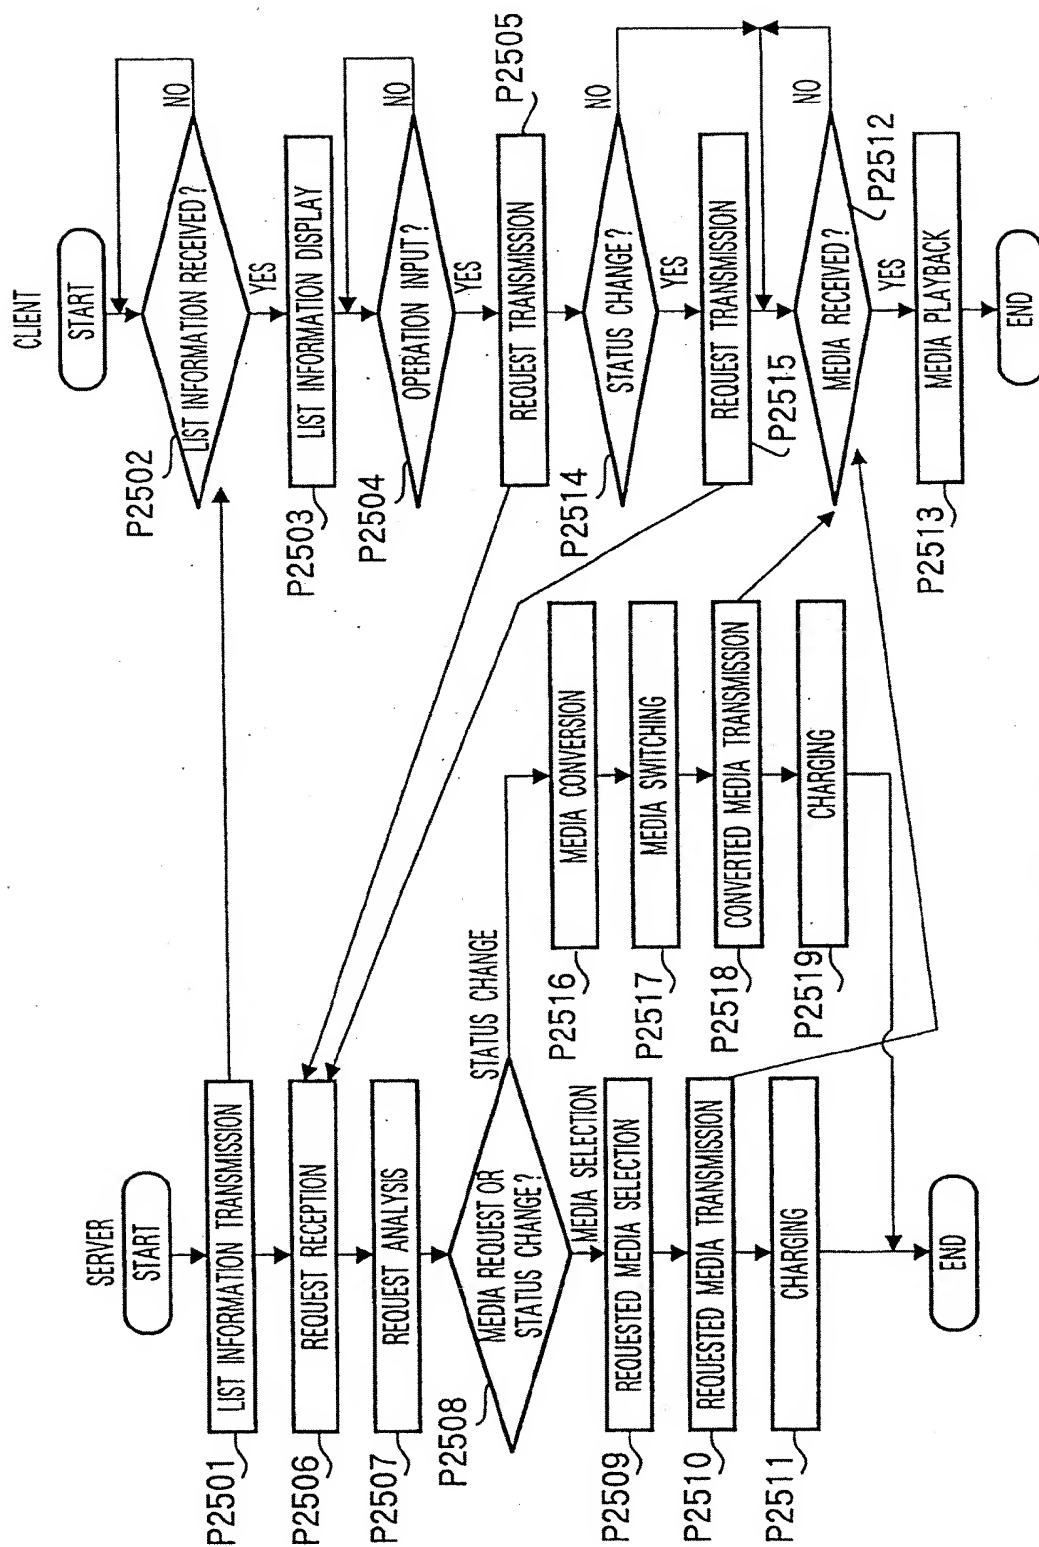 SERVER
START
P2501
LIST INFORMATION TRANSMISSION
P2506
REQUEST RECEPTION
P2507
REQUEST ANALYSIS
P2508
MEDIA REQUEST OR
STATUS CHANGE?
STATUS CHANGE
MEDIA SELECTION
P2509
REQUESTED MEDIA SELECTION
P2510
REQUESTED MEDIA TRANSMISSION
P2511
CHARGING
END
P2516
MEDIA CONVERSION
P2517
MEDIA SWITCHING
P2518
CONVERTED MEDIA TRANSMISSION
P2519
CHARGING
CLIENT
START
P2502
LIST INFORMATION RECEIVED?
NO
YES
P2503
LIST INFORMATION DISPLAY
P2504
OPERATION INPUT?
NO
YES
P2505
REQUEST TRANSMISSION
P2514
STATUS CHANGE?
NO
YES
REQUEST TRANSMISSION
P2515
MEDIA RECEIVED?
NO
P2512
YES
P2513
MEDIA PLAYBACK
END